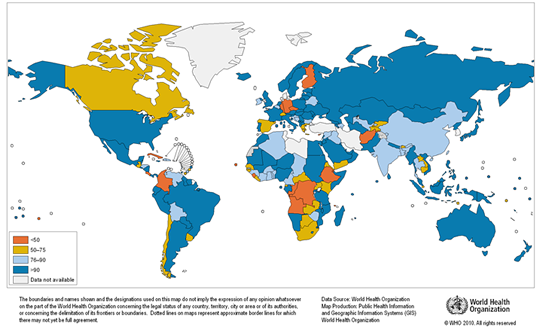 <50
50–75
76–90
>90
Data not available
The boundaries and names shown and the designations used on this map do not imply the expression of any opinion whatsoever
on the part of the World Health Organization concerning the legal status of any country, territory, city or area or of its authorities,
or concerning the delimitation of its frontiers or boundaries. Dotted lines on maps represent approximate border lines for which
there may not yet be full agreement.
Data Source: World Health Organization
Map Production: Public Health Information
and Geographic Information Systems (GIS)
World Health Organization
World Health
Organization
© WHO 2010. All rights reserved